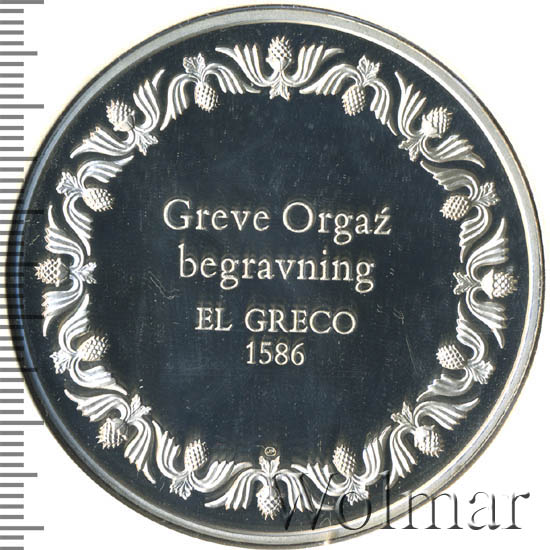 Greve Orgaź
begravning
EL GRECO
1586
Wolmar